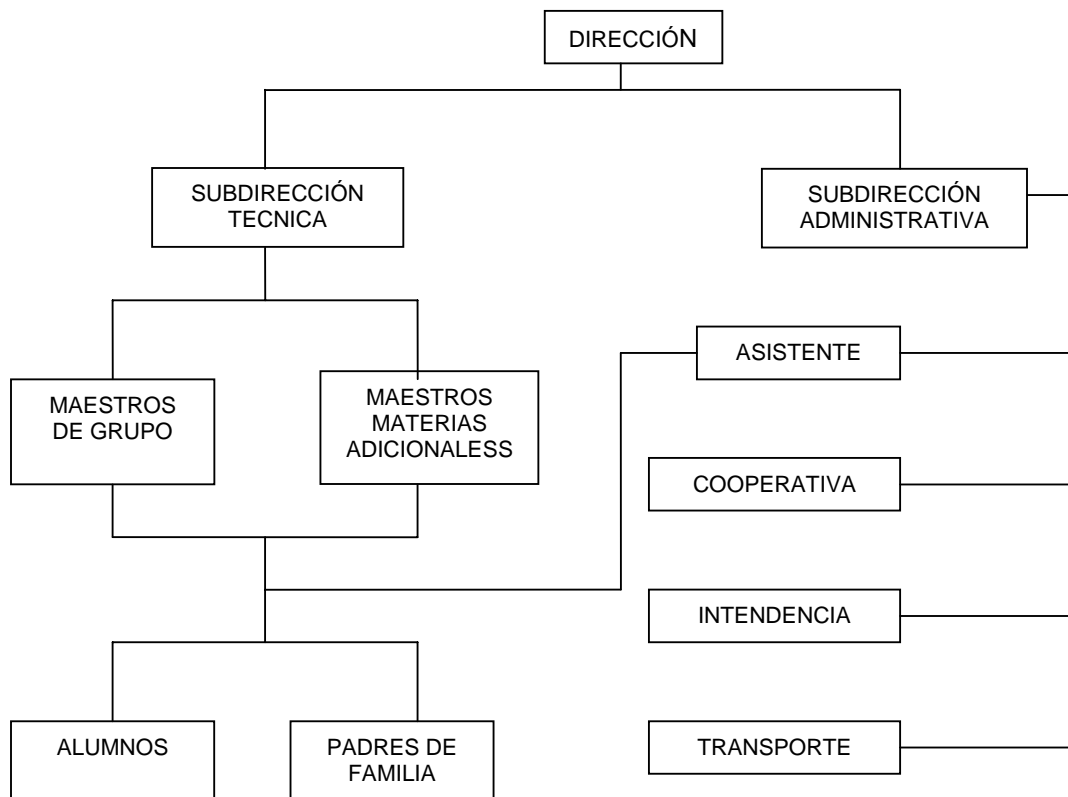 DIRECCIÓN
SUBDIRECCIÓN
TECNICA
SUBDIRECCIÓN
ADMINISTRATIVA
ASISTENTE
MAESTROS
DE GRUPO
MAESTROS
MATERIAS
ADICIONALESS
COOPERATIVA
INTENDENCIA
ALUMNOS
PADRES DE
FAMILIA
TRANSPORTE